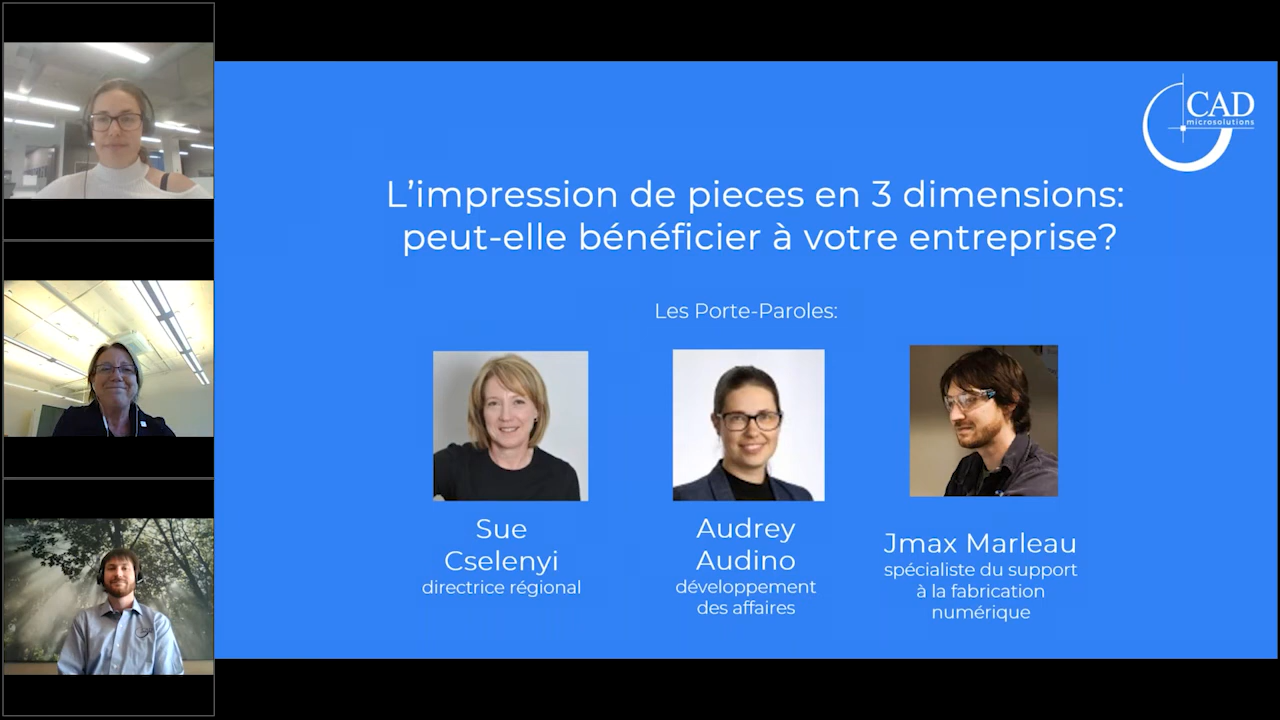 CAD
microsolutions
L'impression de pieces en 3 dimensions:
peut-elle bénéficier à votre entreprise?
Les Porte-Paroles:
Sue
Cselenyi
directrice régional
Audrey
Audino
développement
des affaires
Jmax Marleau
spécialiste du support
à la fabrication
numérique